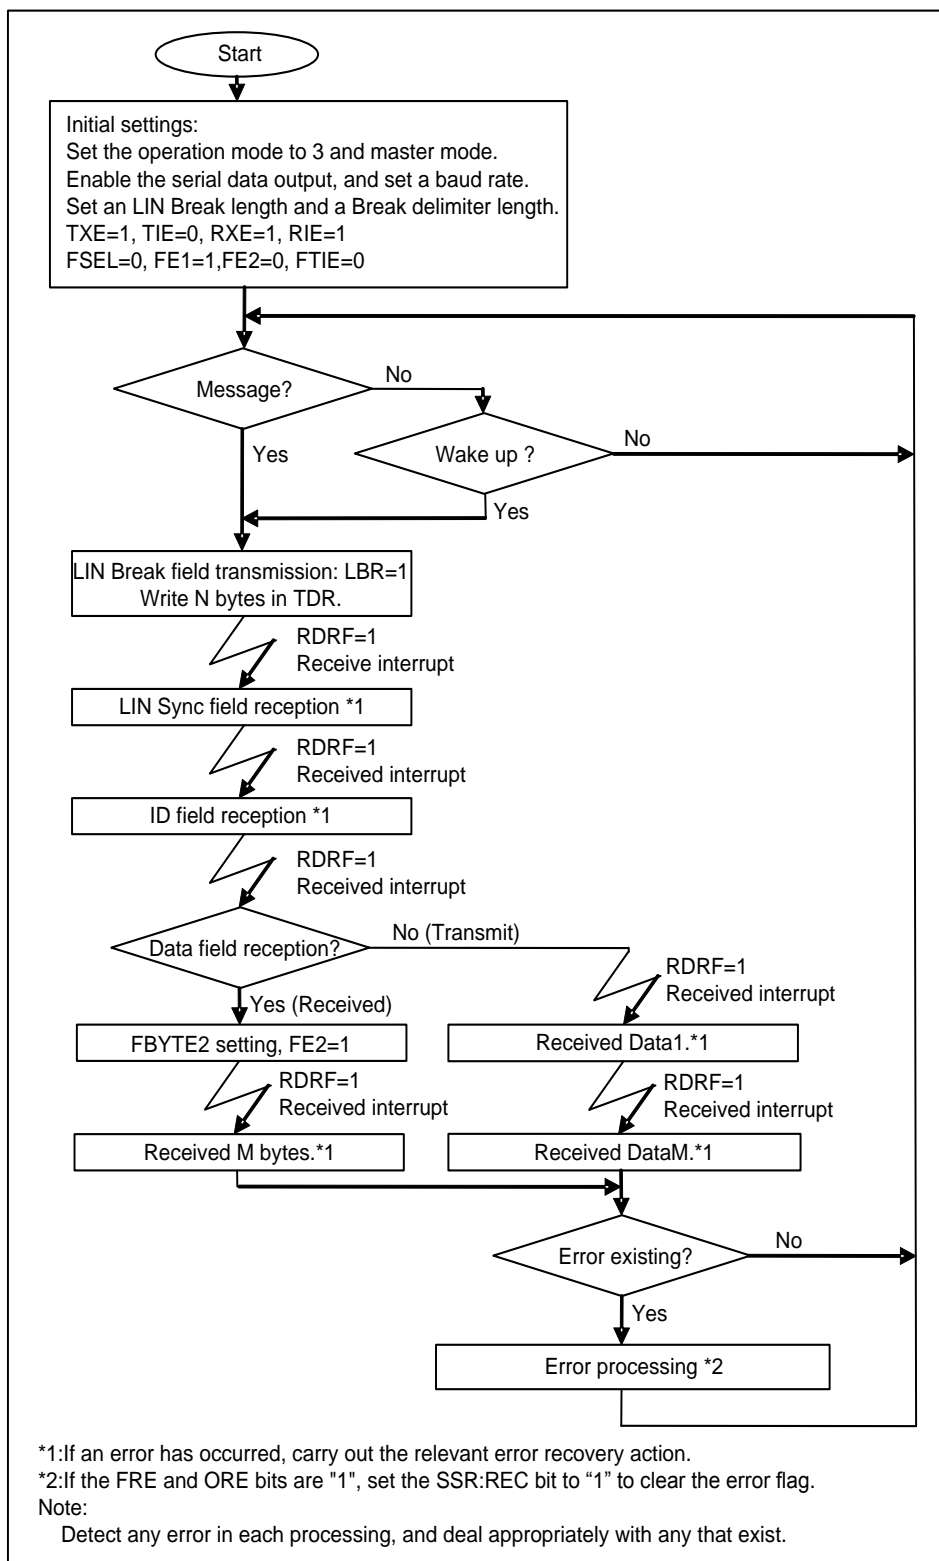 Start
Initial settings:
Set the operation mode to 3 and master mode.
Enable the serial data output, and set a baud rate.
Set an LIN Break length and a Break delimiter length.
TXE=1, TIE=0, RXE=1, RIE=1
FSEL=0, FE1=1,FE2=0, FTIE=0
Message?
No
Wake up ?
No
Yes
Yes
LIN Break field transmission: LBR=1
Write N bytes in TDR.
RDRF=1
Receive interrupt
LIN Sync field reception *1
RDRF=1
Received interrupt
ID field reception *1
RDRF=1
Received interrupt
Data field reception?
No (Transmit)
RDRF=1
Received interrupt
Yes (Received)
FBYTE2 setting, FE2=1
Received Data1.*1
RDRF=1
Received interrupt
RDRF=1
Received interrupt
Received M bytes.*1
Received DataM.*1
Error existing?
No
Yes
Error processing *2
*1:If an error has occurred, carry out the relevant error recovery action.
*2:If the FRE and ORE bits are "1", set the SSR:REC bit to “1” to clear the error flag.
Note:
Detect any error in each processing, and deal appropriately with any that exist.